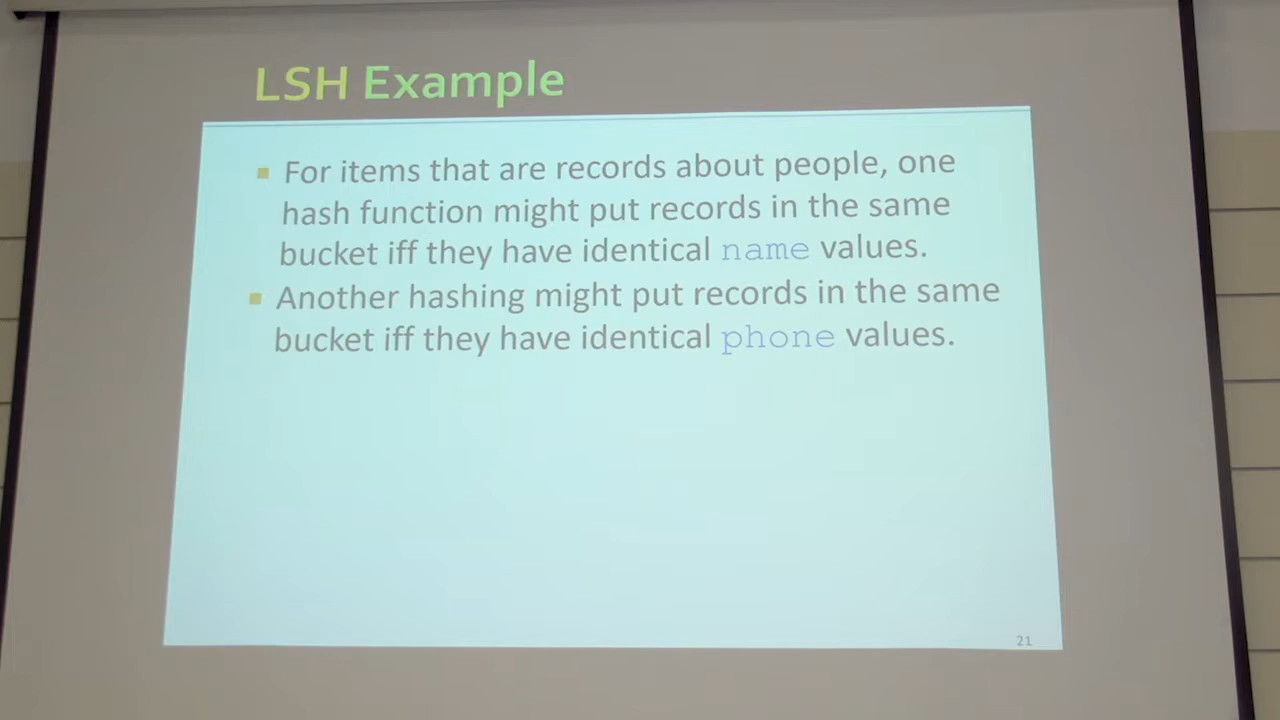 LSH Example
For items that are records about people, one
hash function might put records in the same
bucket iff they have identical name values.
Another hashing might put records in the same
bucket iff they have identical phone values.
21